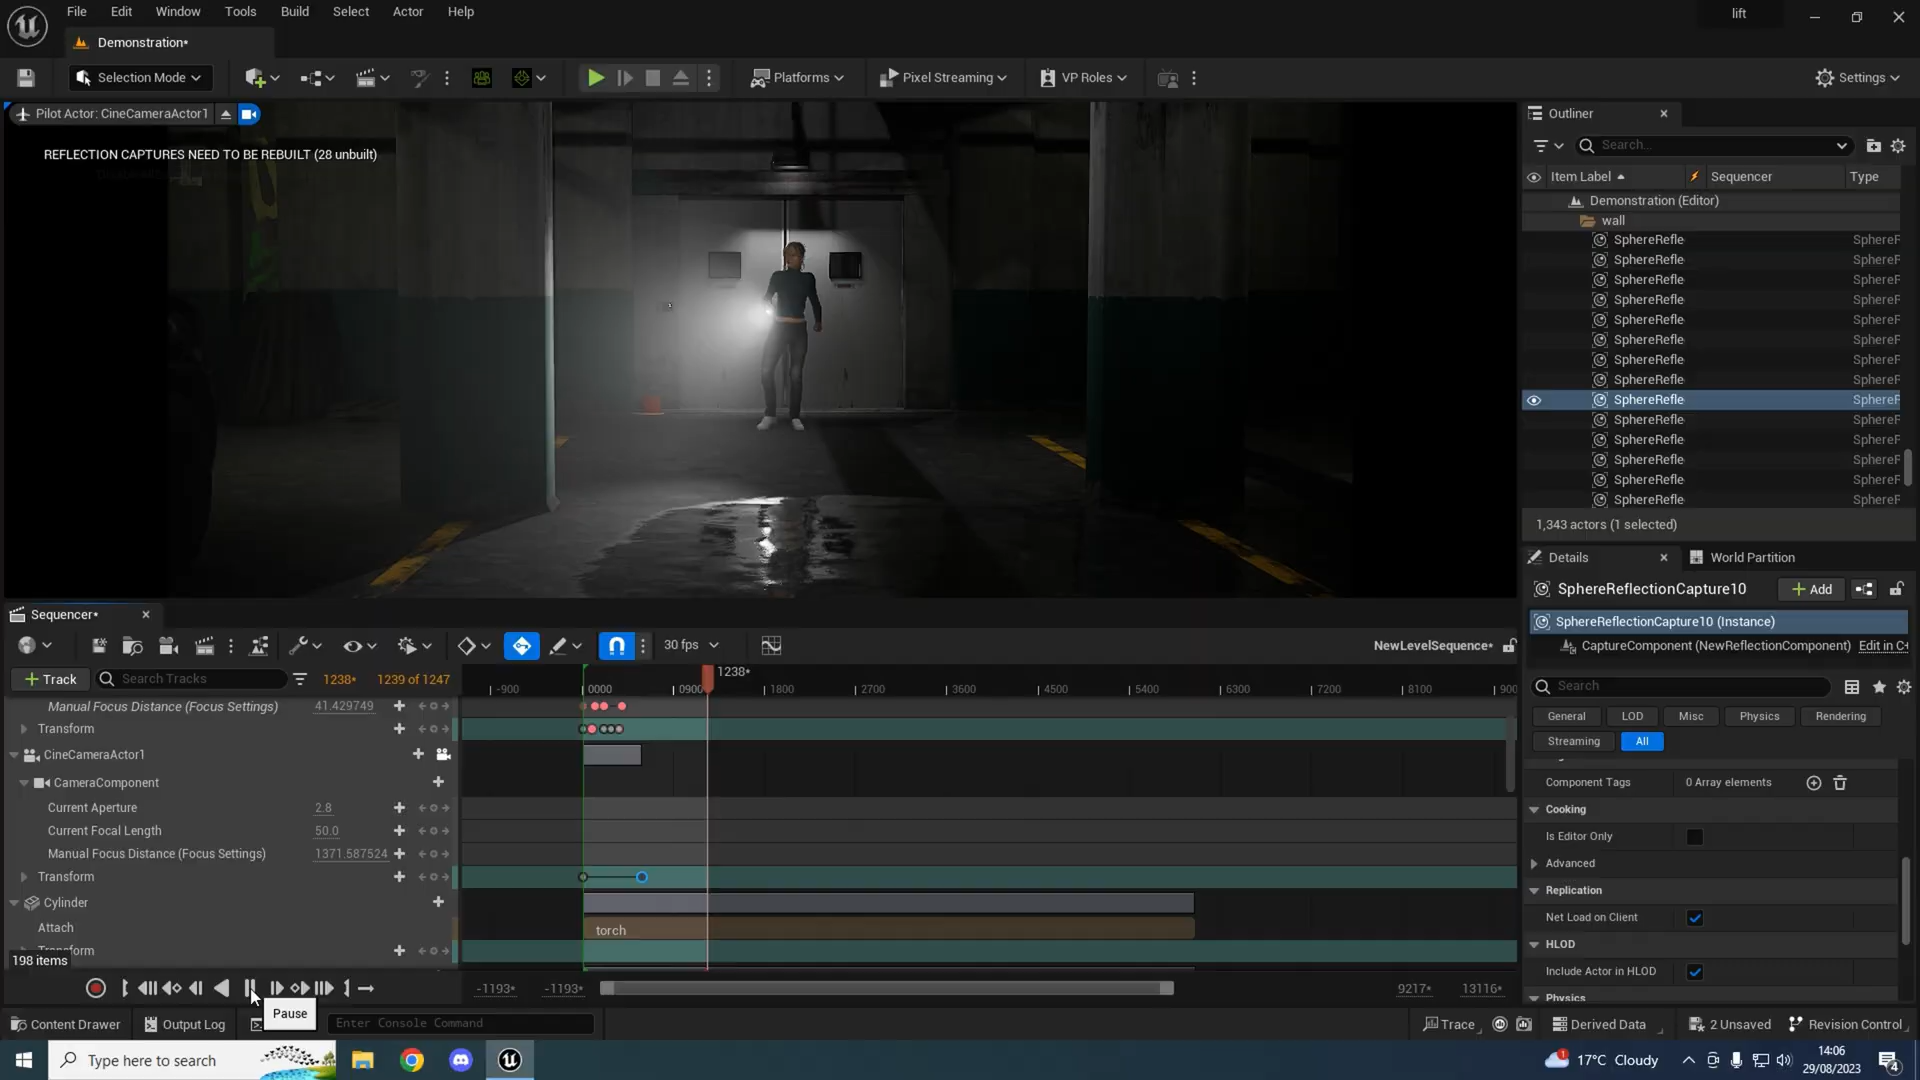 File Edit Window Tools Build Select Actor Help
lift
Demonstration*
Selection Mode
Platforms
Pixel Streaming
VP Roles
Settings
Pilot Actor: CineCameraActor1
REFLECTION CAPTURES NEED TO BE REBUILT (28 unbuilt)
Outliner
Search...
Item Label
Sequencer
Type
Demonstration (Editor)
wall
SphereRefle SphereF
SphereRefle SphereF
SphereRefle SphereF
SphereRefle SphereF
SphereRefle SphereF
SphereRefle SphereF
SphereRefle SphereF
SphereRefle SphereF
SphereRefle SphereF
SphereRefle SphereF
SphereRefle SphereF
SphereRefle SphereF
SphereRefle SphereF
SphereRefle SphereF
1,343 actors (1 selected)
Details
World Partition
SphereReflectionCapture10
Add
SphereReflectionCapture10 (Instance)
CaptureComponent (NewReflectionComponent) Edit in C+
Search
General LOD Misc Physics Rendering
Streaming All
Component Tags 0 Array elements
Cooking
Is Editor Only
Advanced
Replication
Net Load on Client
HLOD
Include Actor in HLOD
Physics
Sequencer*
30 fps
NewLevelSequence*
Track
Search Tracks
1238* 1239 of 1247
1238*
-900 0000 0900 1800 2700 3600 4500 5400 6300 7200 8100 900
Manual Focus Distance (Focus Settings) 41.429749
Transform
CineCameraActor1
CameraComponent
Current Aperture 2.8
Current Focal Length 50.0
Manual Focus Distance (Focus Settings) 1371.587524
Transform
Cylinder
Attach
torch
Transform
198 items
-1193* -1193* 9217* 13116*
Pause
Content Drawer
Output Log
Enter Console Command
Trace
Derived Data
2 Unsaved
Revision Control
Type here to search
1
17°C Cloudy
14:06
29/08/2023
4